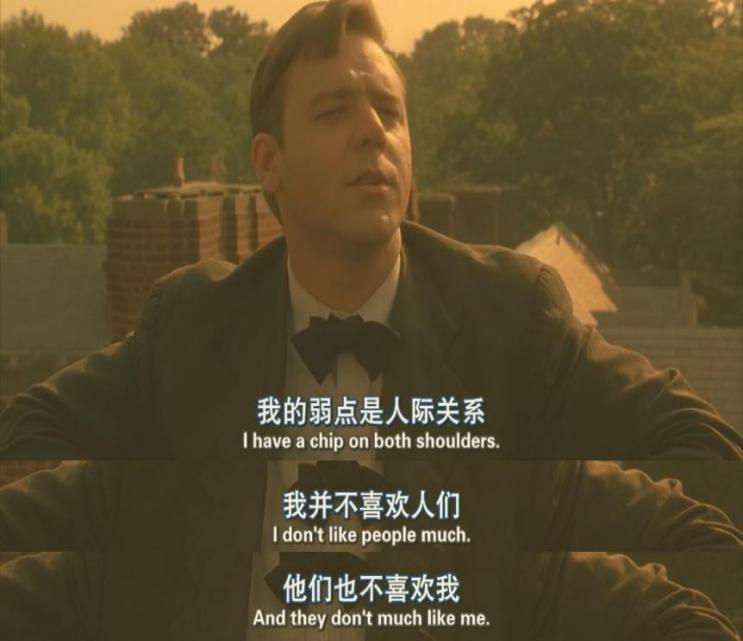 我的弱点是人际关系
I have a chip on both shoulders.
我并不喜欢人们
I don't like people much.
他们也不喜欢我
And they don't much like me.